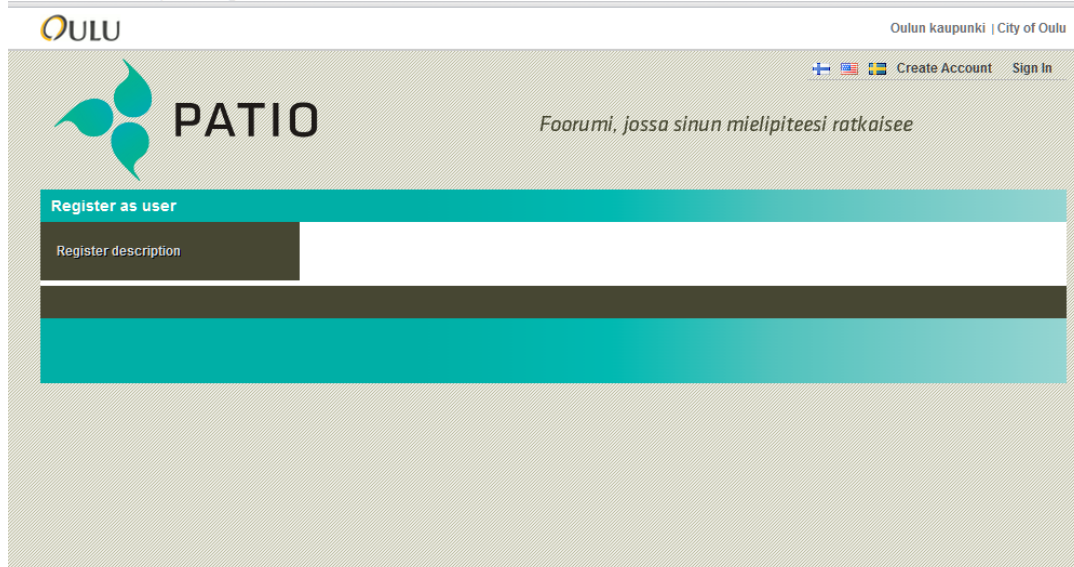 OULU
Oulun kaupunki | City of Oulu
Create Account Sign In
PATIO
Foorumi, jossa sinun mielipiteesi ratkaisee
Register as user
Register description